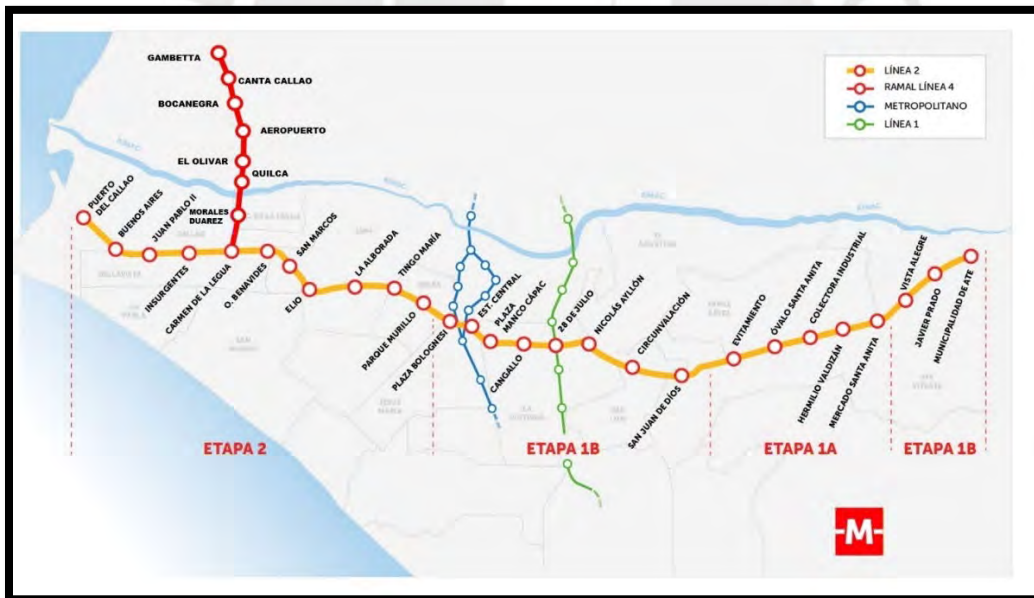 GAMBETTA
CANTA CALLAO
BOCANEGRA
AEROPUERTO
EL OLIVAR
QUILCA
MORALES
DUAREZ
LÍNEA 2
RAMAL LÍNEA 4
METROPOLITANO
LÍNEA 1
PUERTO
DEL CALLAO
BUENOS AIRES
JUAN PABLO II
INSURGENTES
CARMEN DE LA LEGUA
O. BENAVIDES
SAN MARCOS
ELIO
LA ALBORADA
TINGO MARÍA
PARQUE MURILLO
PLAZA BOLOGNESI
EST. CENTRAL
PLAZA
MANCO CÁPAC
CANGALLO
28 DE JULIO
NICOLÁS AYLLÓN
CIRCUNVALACIÓN
SAN JUAN DE DÍOS
EVITAMIENTO
ÓVALO SANTA ANITA
COLECTORA INDUSTRIAL
HERMILIO VALDIZÁN
MERCADO SANTA ANITA
VISTA ALEGRE
JAVIER PRADO
MUNICIPALIDAD DE ATE
ETAPA 2
ETAPA 1B
ETAPA 1A
ETAPA 1B
M